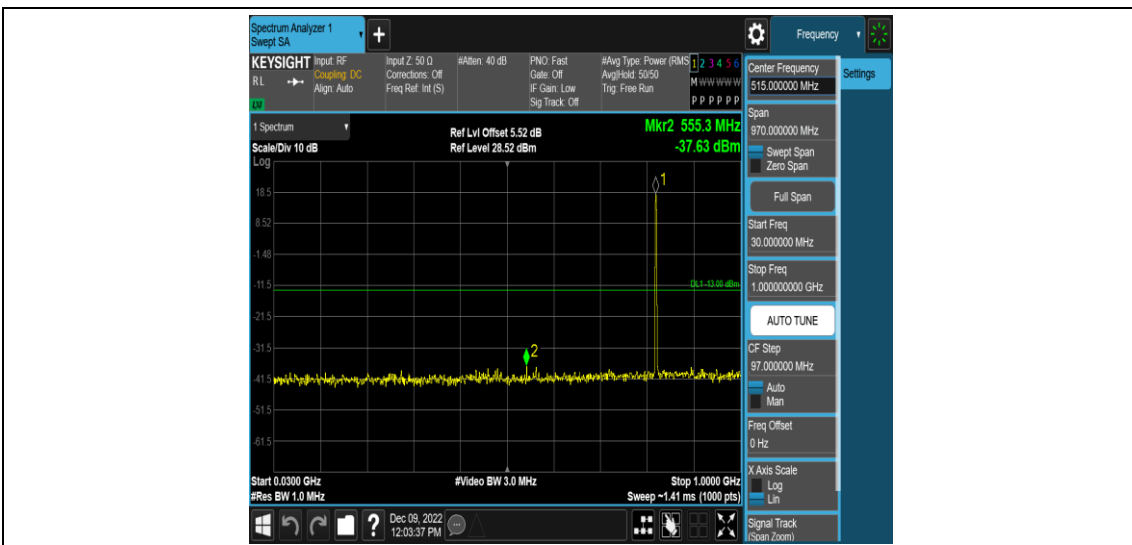 Spectrum Analyzer 1
Swept SA
+
Frequency
KEYSIGHT
RL
LXI
Input: RF
Coupling: DC
Align: Auto
Input Z: 50 Ω
Corrections: Off
Freq Ref: Int (S)
#Atten: 40 dB
PNO: Fast
Gate: Off
IF Gain: Low
Sig Track: Off
#Avg Type: Power (RMS
Avg|Hold: 50/50
Trig: Free Run
1 2 3 4 5 6
M W W W W W
P P P P P P
1 Spectrum
Scale/Div 10 dB
Ref Lvl Offset 5.52 dB
Ref Level 28.52 dBm
Mkr2 555.3 MHz
-37.63 dBm
Log
18.5
8.52
-1.48
-11.5
-21.5
-31.5
-41.5
-51.5
-61.5
1
DL1 -13.00 dBm
2
Start 0.0300 GHz
#Res BW 1.0 MHz
#Video BW 3.0 MHz
Stop 1.0000 GHz
Sweep ~1.41 ms (1000 pts)
?
Dec 09, 2022
12:03:37 PM
Center Frequency
515.000000 MHz
Span
970.000000 MHz
Swept Span
Zero Span
Full Span
Start Freq
30.000000 MHz
Stop Freq
1.000000000 GHz
AUTO TUNE
CF Step
97.000000 MHz
Auto
Man
Freq Offset
0 Hz
X Axis Scale
Log
Lin
Signal Track
(Span Zoom)
Settings